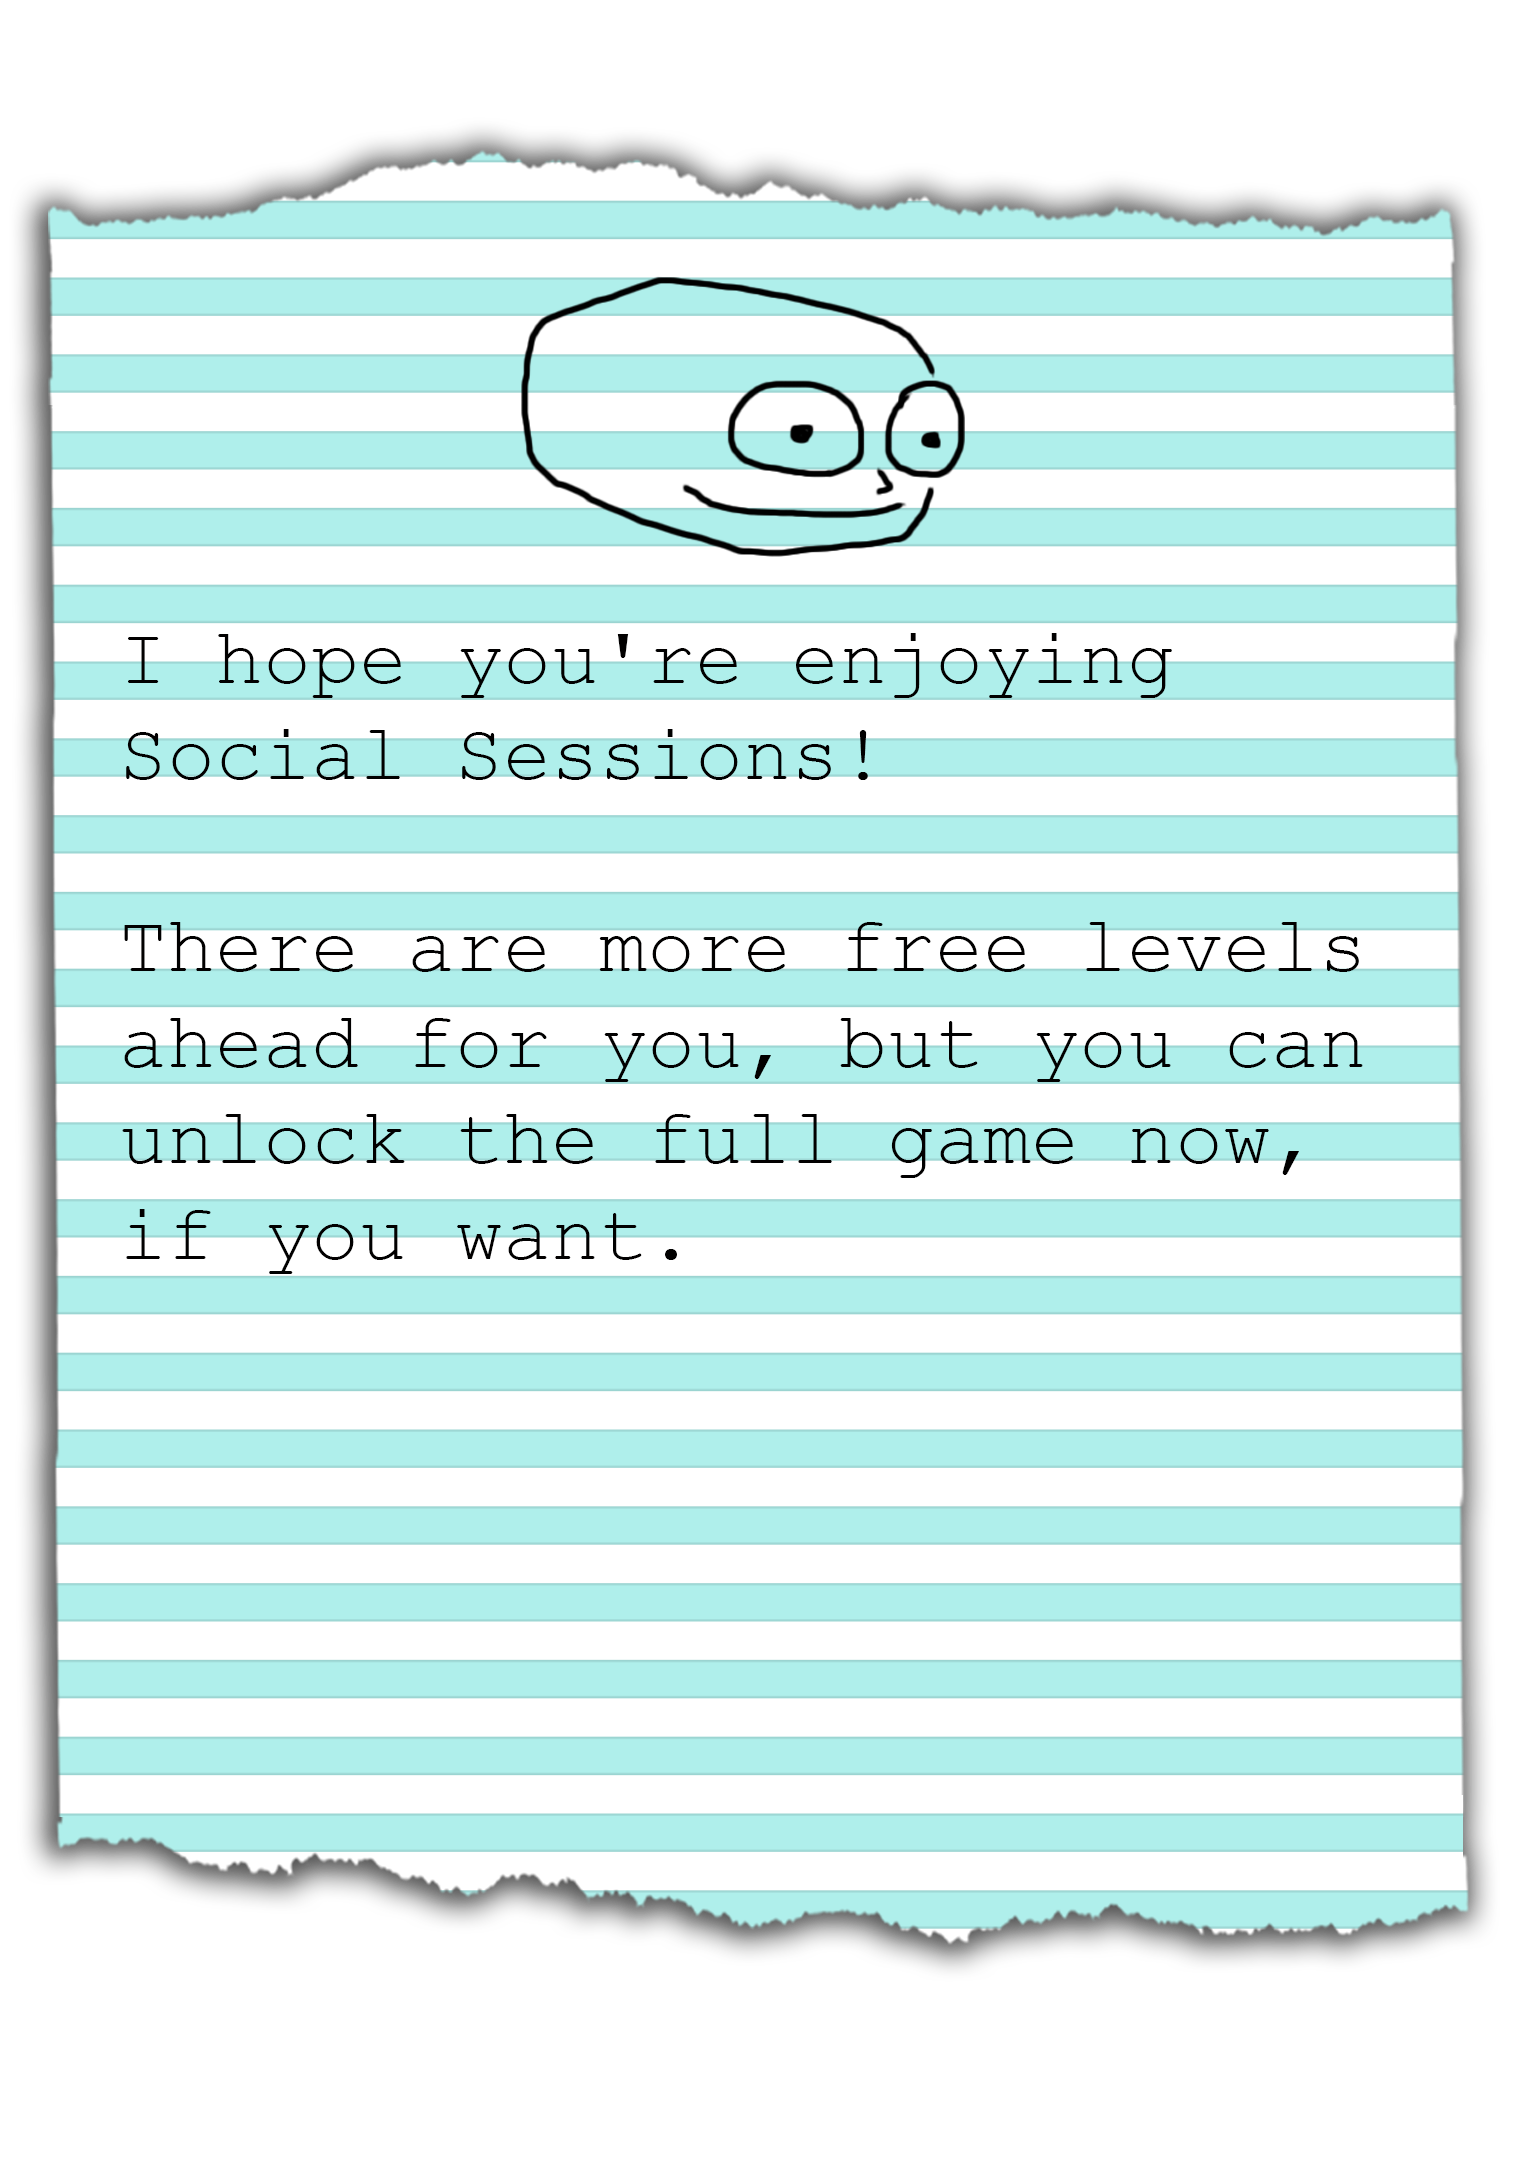 I hope you're enjoying
Social Sessions!
There are more free levels
ahead for you, but you can
unlock the full game now,
if you want.